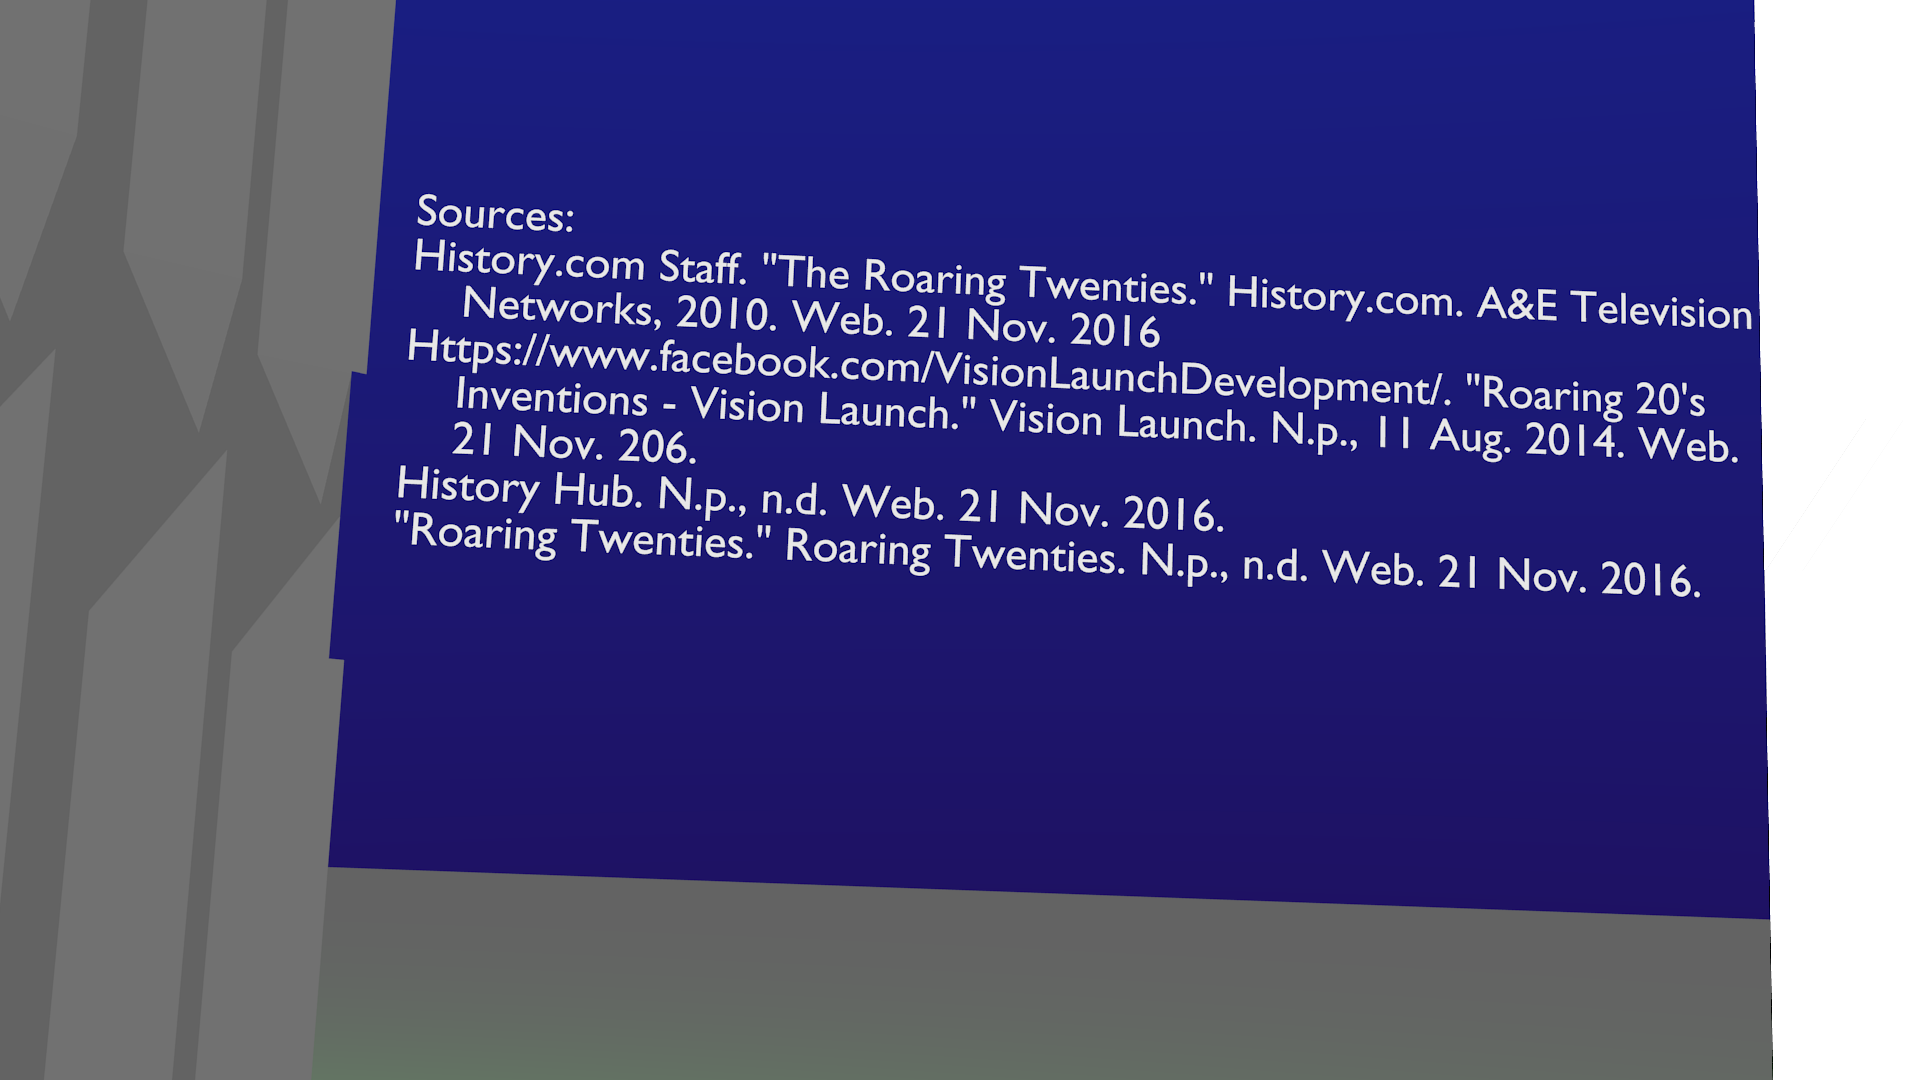 Sources:
History.com Staff. "The Roaring Twenties." History.com. A&E Television
Networks, 2010. Web. 21 Nov. 2016
Https://www.facebook.com/VisionLaunchDevelopment/. "Roaring 20's
Inventions - Vision Launch." Vision Launch. N.p., 11 Aug. 2014. Web.
21 Nov. 206.
History Hub. N.p., n.d. Web. 21 Nov. 2016.
"Roaring Twenties." Roaring Twenties. N.p., n.d. Web. 21 Nov. 2016.